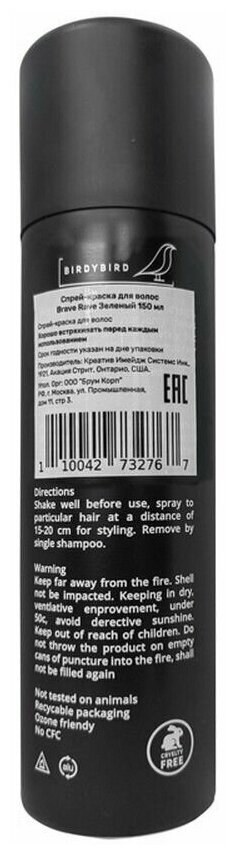 BIRDYBIRD
Спрей-краска для волос
Brave Rave Зеленый 150 мл
Спрей-краска для волос
Хорошо встряхивать перед каждым
использованием
Срок годности указан на дне упаковки
Производитель: Креатив Имейдж Системс Инк.,
1921, Акация Стрит, Онтарио, США.
Упол. Орг: ООО "Брум Корп"
РФ, г. Москва, ул. Промышленная,
дом 11, стр 3.
EAC
1 10042 73276 7
Directions
Shake well before use, spray to
particular hair at a distance of
15-20 cm for styling. Remove by
single shampoo.
Warning
Keep far away from the fire. Shell
not be impacted. Keeping in dry,
ventlative enprovement, under
50c, avoid derective sunshine.
Keep out of reach of children. Do
not throw the product on empty
cans of puncture into the fire, shall
not be filled again
Not tested on animals
Recycable packaging
Ozone friendy
No CFC
alu
CRUELTY
FREE